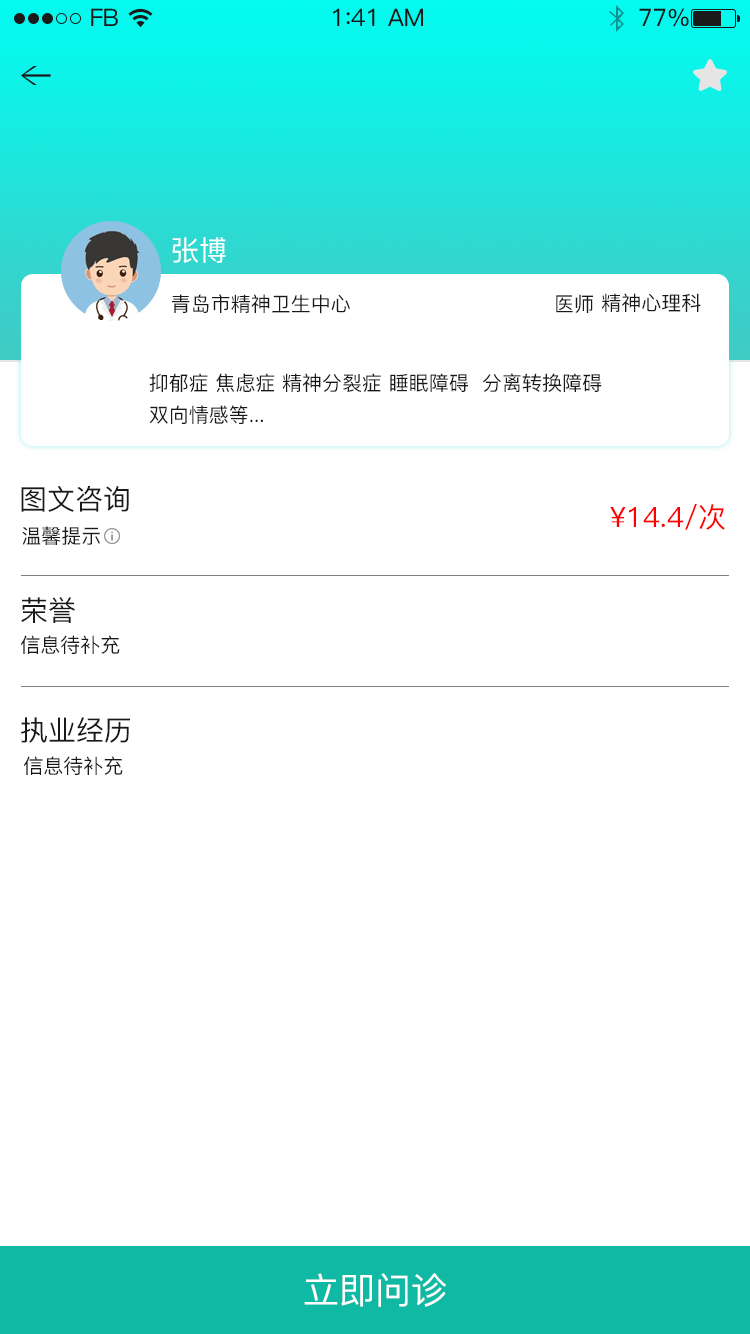 FB 1:41 AM 77%
张博
青岛市精神卫生中心 医师 精神心理科
抑郁症 焦虑症 精神分裂症 睡眠障碍 分离转换障碍
双向情感等...
图文咨询
¥14.4/次
温馨提示
荣誉
信息待补充
执业经历
信息待补充
立即问诊